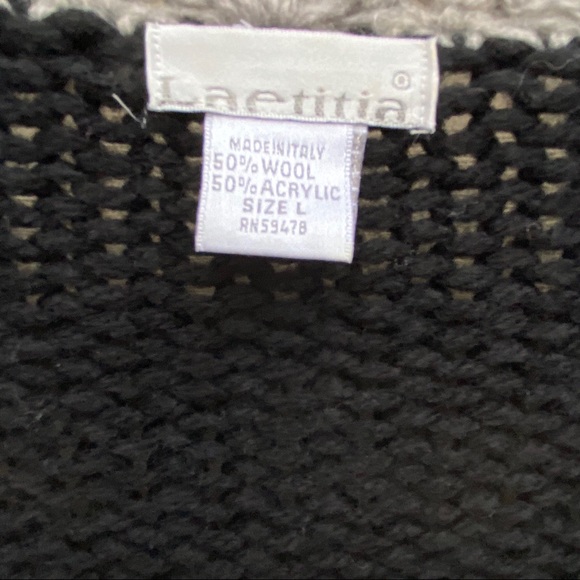 Laetitia®
MADE IN ITALY
50% WOOL
50% ACRYLIC
SIZE L
RN59478